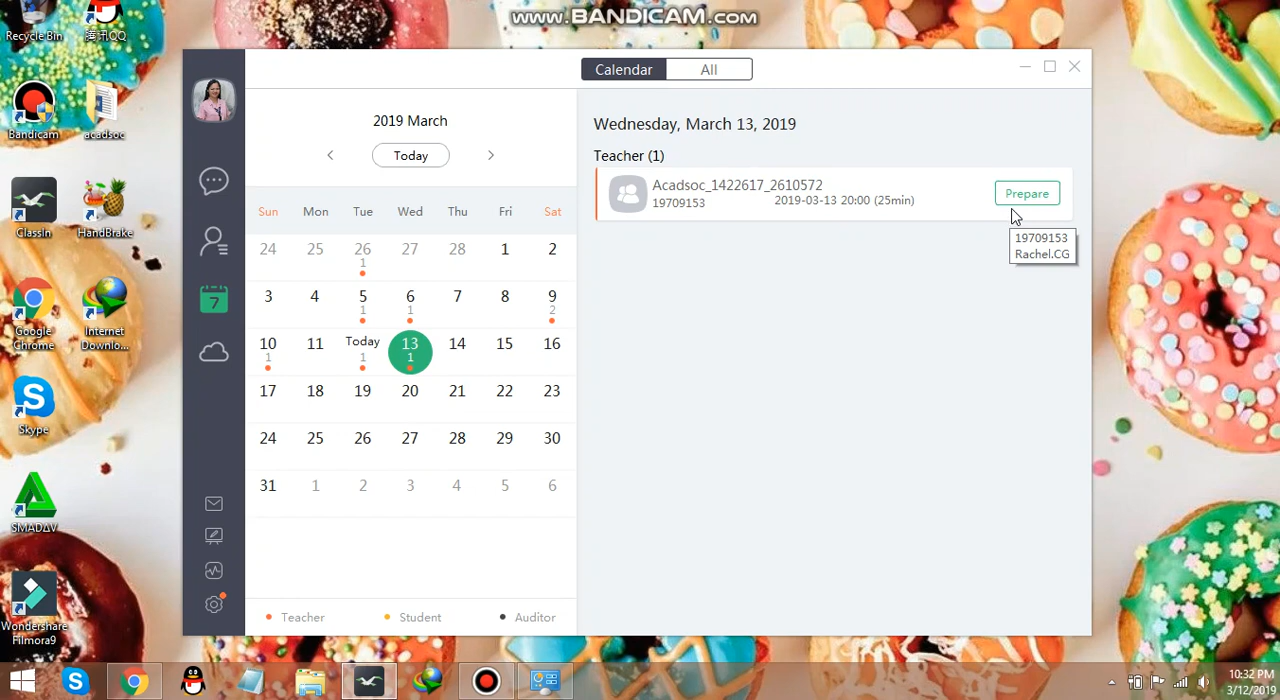 www.BANDICAM.com
Recycle Bin
腾讯QQ
Bandicam
acadsoc
Classin
HandBrake
Google
Chrome
Internet
Downlo...
Skype
SMADAV
Wondershare
Filmora9
Calendar
All
2019 March
Today
Sun Mon Tue Wed Thu Fri Sat
24 25 26 27 28 1 2
1
3 4 5 6 7 8 9
1 1 2
10 11 Today 13 14 15 16
1 1 1
17 18 19 20 21 22 23
24 25 26 27 28 29 30
31 1 2 3 4 5 6
Teacher
Student
Auditor
7
Wednesday, March 13, 2019
Teacher (1)
Acadsoc_1422617_2610572
19709153
2019-03-13 20:00 (25min)
Prepare
19709153
Rachel.CG
10:32 PM
3/12/2019